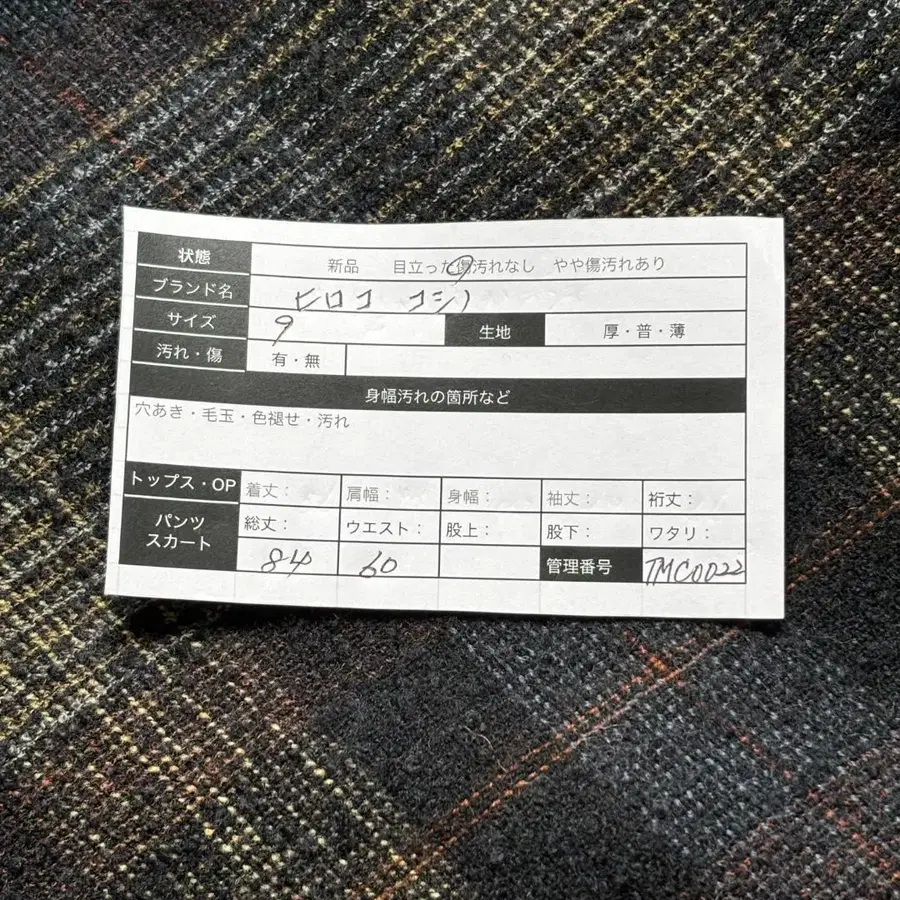 状態 新品 目立った傷汚れなし やや傷汚れあり
ブランド名 ヒロコ コシノ
サイズ 9 生地 厚・普・薄
汚れ・傷 有・無
身幅汚れの箇所など
穴あき・毛玉・色褪せ・汚れ
トップス・OP 着丈: 肩幅: 身幅: 袖丈: 裄丈:
パンツ 総丈: ウエスト: 股上: 股下: ワタリ:
スカート 84 60 管理番号 TMC0022